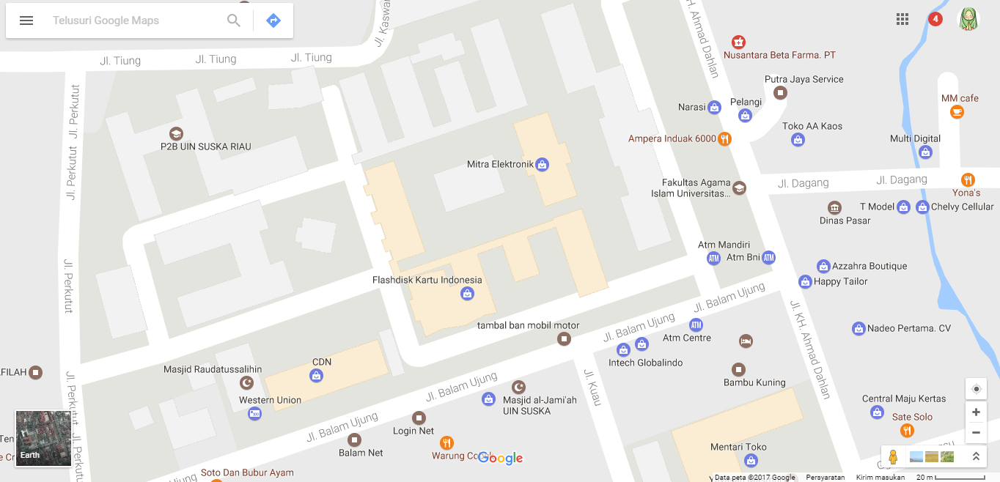 Telusuri Google Maps
4
Jl. Kaswari
H. Ahmad Dahlan
Jl. Tiung
Jl. Tiung
Jl. Tiung
Nusantara Beta Farma. PT
Putra Jaya Service
Pelangi
Narasi
MM cafe
Jl. Perkutut
Jl. Perkutut
Toko AA Kaos
Ampera Induak 6000
Multi Digital
P2B UIN SUSKA RIAU
Mitra Elektronik
Fakultas Agama
Islam Universitas...
Jl. Dagang
Jl. Dagang
Yona's
T Model
Chelvy Cellular
Dinas Pasar
Atm Mandiri
Atm Bni
ATM
ATM
Azzahra Boutique
Happy Tailor
Jl. Perkutut
Flashdisk Kartu Indonesia
Jl. Balam Ujung
Jl. KH. Ahmad Dahlan
tambal ban mobil motor
Jl. Balam Ujung
ATM
Atm Centre
Nadeo Pertama. CV
Intech Globalindo
CDN
Masjid Raudatussalihin
AFILAH
Bambu Kuning
Jl. Kuau
Jl. Balam Ujung
Western Union
Masjid al-Jami'ah
UIN SUSKA
Central Maju Kertas
Sate Solo
Jl. Perkutut
Jl. Perkutut
Jl. Balam Ujung
Login Net
Balam Net
Warung
Google
Mentari Toko
Ten
Earth
Soto Dan Bubur Ayam
Ujung
Data peta ©2017 Google
Persyaratan
Kirim masukan
20 m